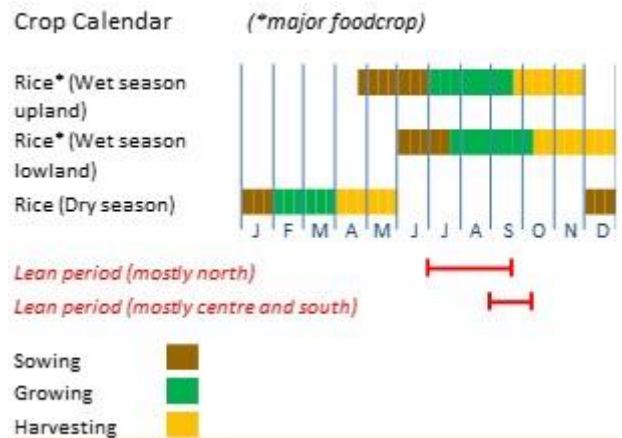 Crop Calendar (*major foodcrop)
Rice* (Wet season
upland)
Rice* (Wet season
lowland)
Rice (Dry season)
J F M A M J J A S O N D
Lean period (mostly north)
Lean period (mostly centre and south)
Sowing
Growing
Harvesting